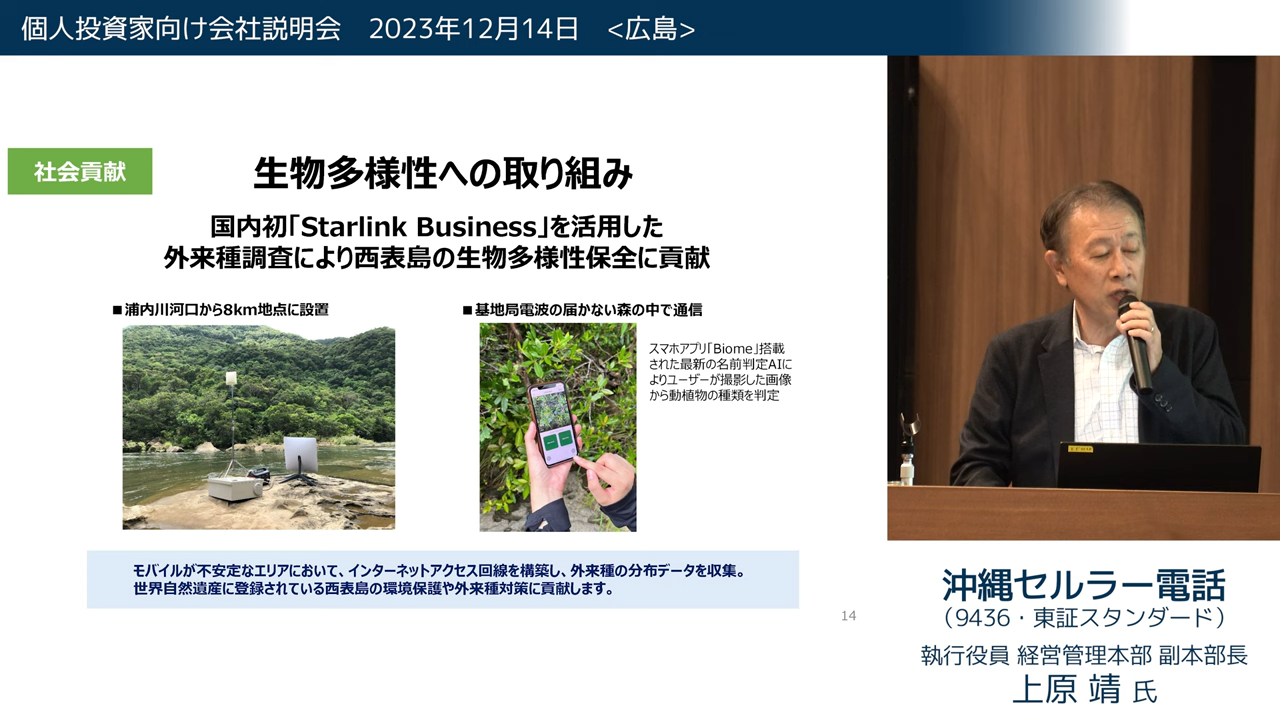 個人投資家向け会社説明会　2023年12月14日　<広島>
社会貢献
生物多様性への取り組み
国内初「Starlink Business」を活用した
外来種調査により西表島の生物多様性保全に貢献
■浦内川河口から8km地点に設置
■基地局電波の届かない森の中で通信
スマホアプリ「Biome」搭載
された最新の名前判定AIに
よりユーザーが撮影した画像
から動植物の種類を判定
モバイルが不安定なエリアにおいて、インターネットアクセス回線を構築し、外来種の分布データを収集。
世界自然遺産に登録されている西表島の環境保護や外来種対策に貢献します。
14
沖縄セルラー電話
（9436・東証スタンダード）
執行役員 経営管理本部 副本部長
上原 靖 氏